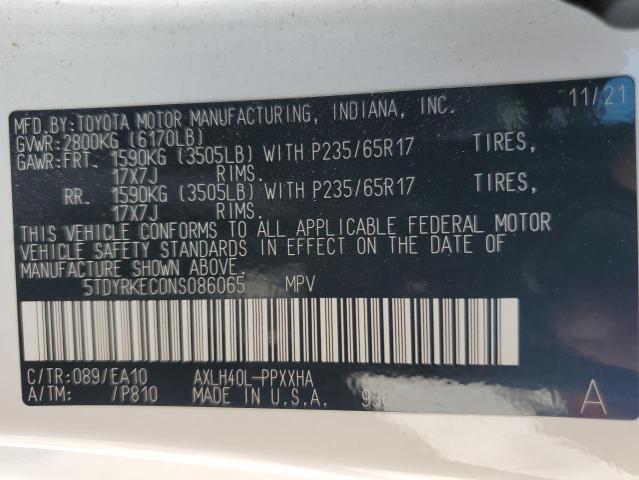 MFD.BY:TOYOTA MOTOR MANUFACTURING, INDIANA, INC. 11/21
GVWR:2800KG (6170LB)
GAWR:FRT. 1590KG (3505LB) WITH P235/65R17 TIRES,
17X7J RIMS.
RR. 1590KG (3505LB) WITH P235/65R17 TIRES,
17X7J RIMS.
THIS VEHICLE CONFORMS TO ALL APPLICABLE FEDERAL MOTOR
VEHICLE SAFETY STANDARDS IN EFFECT ON THE DATE OF
MANUFACTURE SHOWN ABOVE.
5TDYRKEC0NS086065 MPV
C/TR:089/EA10 AXLH40L-PPXXHA
A/TM: /P810 MADE IN U.S.A. A